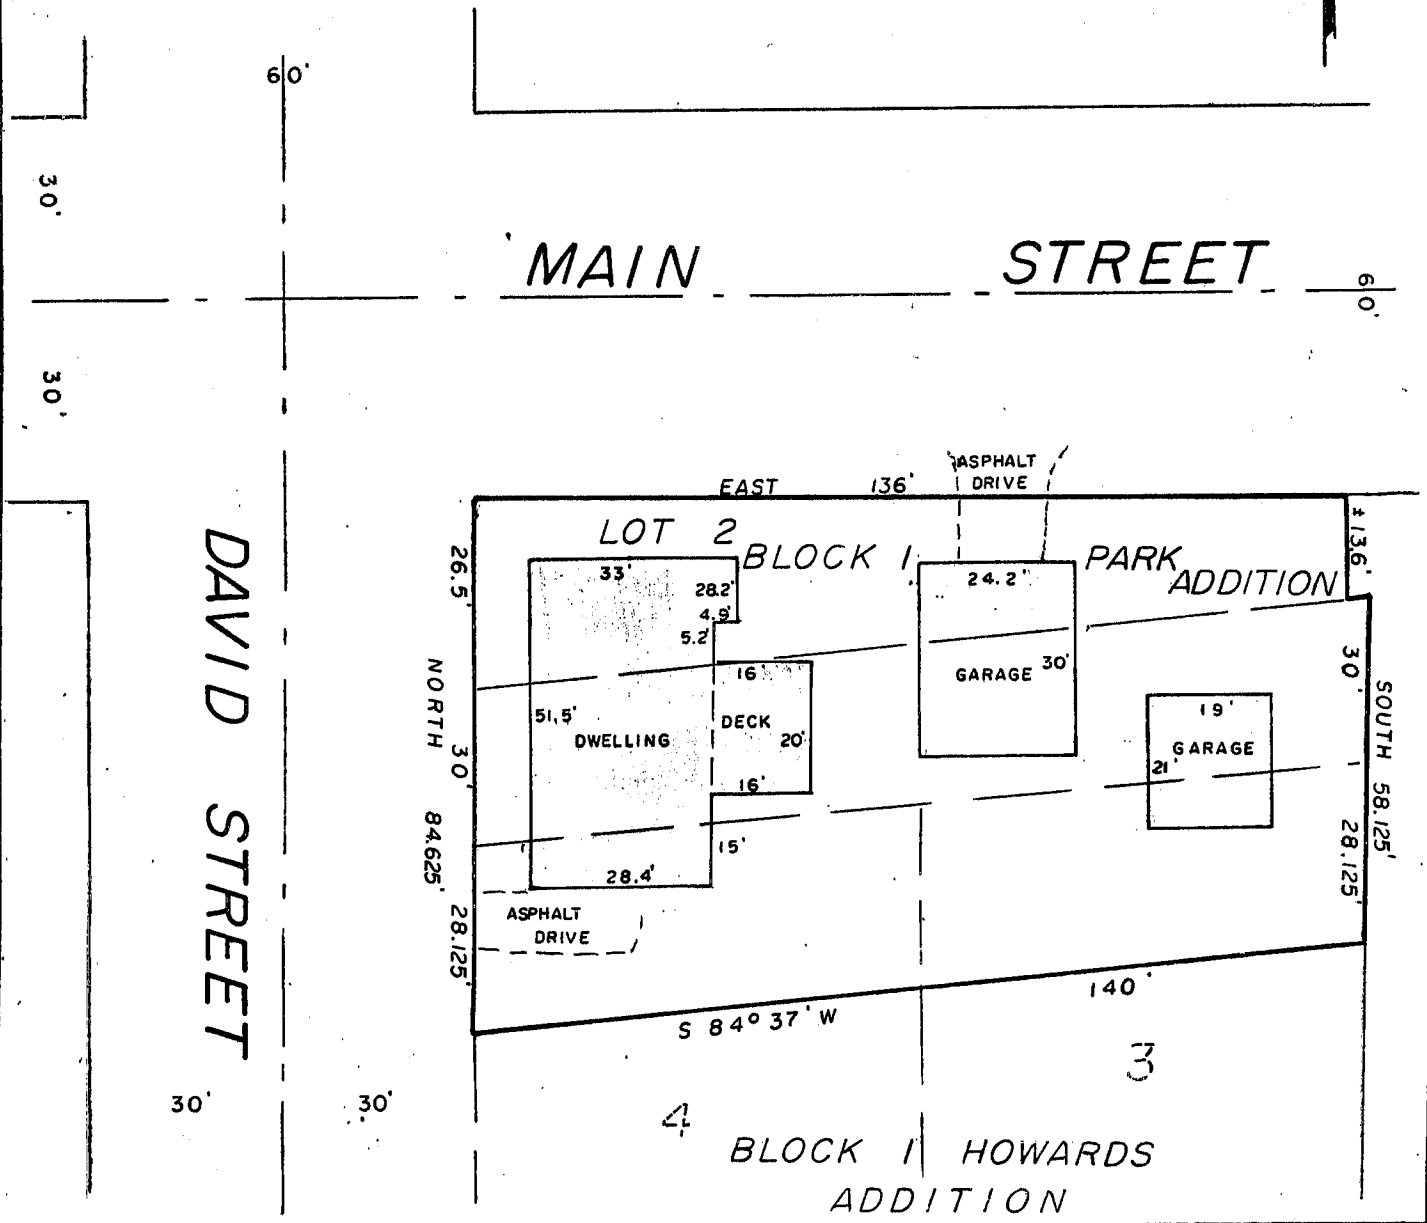 60'
30'
MAIN STREET
60'
30'
ASPHALT
DRIVE
EAST 136'
± 13.6'
LOT 2
BLOCK 1, PARK
ADDITION
26.5'
33'
28.2'
4.9'
5.2'
24.2"
GARAGE 30'
16'
DECK
20'
16'
51,5'
DWELLING
15'
28.4'
19'
GARAGE
21'
30'
SOUTH 58.125'
28.125'
NORTH 84.625'
30'
28.125'
ASPHALT
DRIVE
DAVID STREET
S 84° 37' W
140'
30'
30'
3
4
BLOCK 1 HOWARDS
ADDITION